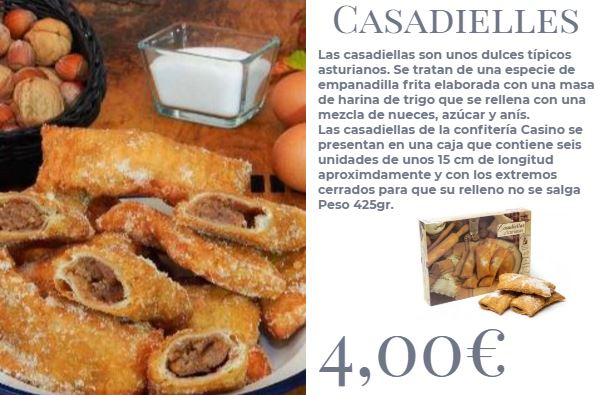 Casadielles
Las casadiellas son unos dulces típicos
asturianos. Se tratan de una especie de
empanadilla frita elaborada con una masa
de harina de trigo que se rellena con una
mezcla de nueces, azúcar y anís.
Las casadiellas de la confitería Casino se
presentan en una caja que contiene seis
unidades de unos 15 cm de longitud
aproximdamente y con los extremos
cerrados para que su relleno no se salga
Peso 425gr.
Casadielles
4,00€